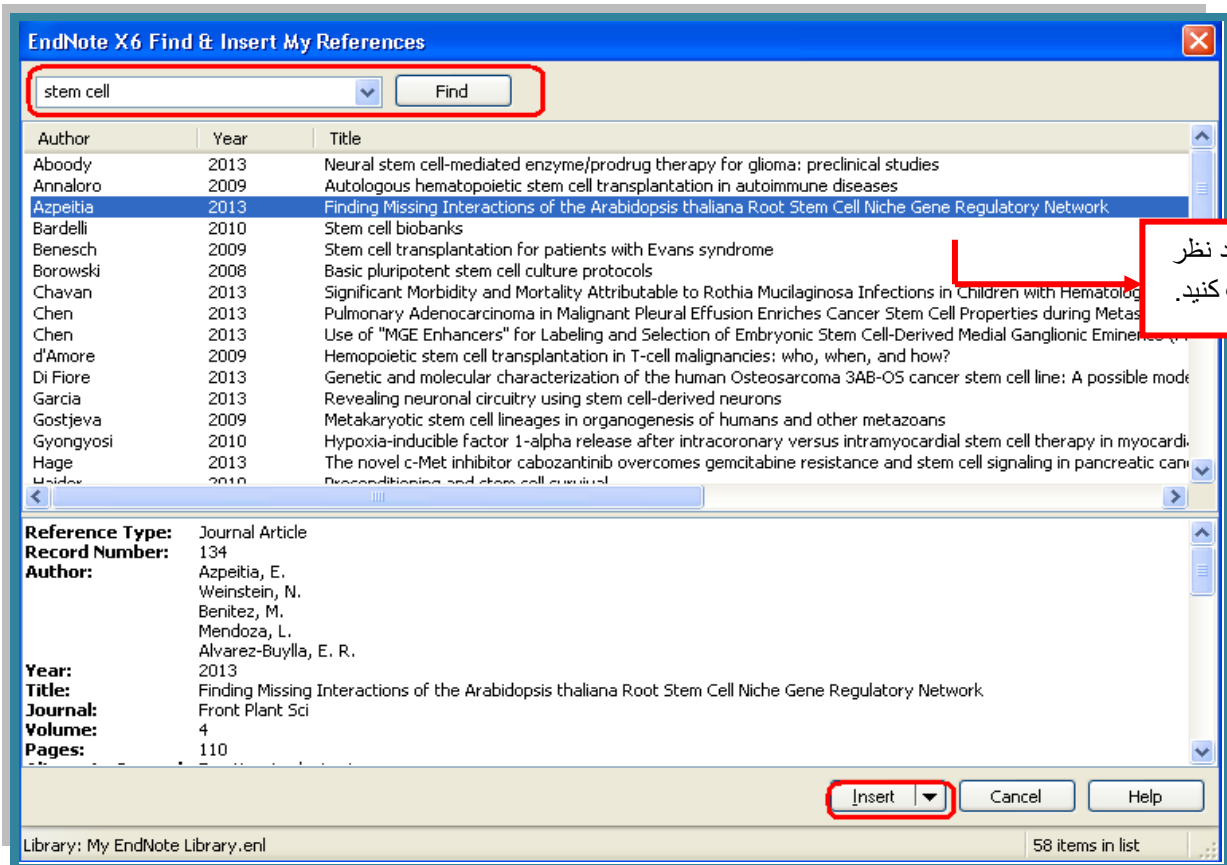 EndNote X6 Find & Insert My References
stem cell Find
Author Year Title
Aboody 2013 Neural stem cell-mediated enzyme/prodrug therapy for glioma: preclinical studies
Annaloro 2009 Autologous hematopoietic stem cell transplantation in autoimmune diseases
Azpeitia 2013 Finding Missing Interactions of the Arabidopsis thaliana Root Stem Cell Niche Gene Regulatory Network
Bardelli 2010 Stem cell biobanks
Benesch 2009 Stem cell transplantation for patients with Evans syndrome
Borowski 2008 Basic pluripotent stem cell culture protocols
Chavan 2013 Significant Morbidity and Mortality Attributable to Rothia Mucilaginosa Infections in Children with Hematolog
Chen 2013 Pulmonary Adenocarcinoma in Malignant Pleural Effusion Enriches Cancer Stem Cell Properties during Metas
Chen 2013 Use of "MGE Enhancers" for Labeling and Selection of Embryonic Stem Cell-Derived Medial Ganglionic Eminence
d'Amore 2009 Hemopoietic stem cell transplantation in T-cell malignancies: who, when, and how?
Di Fiore 2013 Genetic and molecular characterization of the human Osteosarcoma 3AB-OS cancer stem cell line: A possible mode
Garcia 2013 Revealing neuronal circuitry using stem cell-derived neurons
Gostjeva 2009 Metakaryotic stem cell lineages in organogenesis of humans and other metazoans
Gyongyosi 2010 Hypoxia-inducible factor 1-alpha release after intracoronary versus intramyocardial stem cell therapy in myocardi
Hage 2013 The novel c-Met inhibitor cabozantinib overcomes gemcitabine resistance and stem cell signaling in pancreatic can
Haider 2010 Preconditioning and stem cell survival
نظر
کنید.
Reference Type: Journal Article
Record Number: 134
Author: Azpeitia, E.
Weinstein, N.
Benitez, M.
Mendoza, L.
Alvarez-Buylla, E. R.
Year: 2013
Title: Finding Missing Interactions of the Arabidopsis thaliana Root Stem Cell Niche Gene Regulatory Network
Journal: Front Plant Sci
Volume: 4
Pages: 110
Insert Cancel Help
Library: My EndNote Library.enl 58 items in list